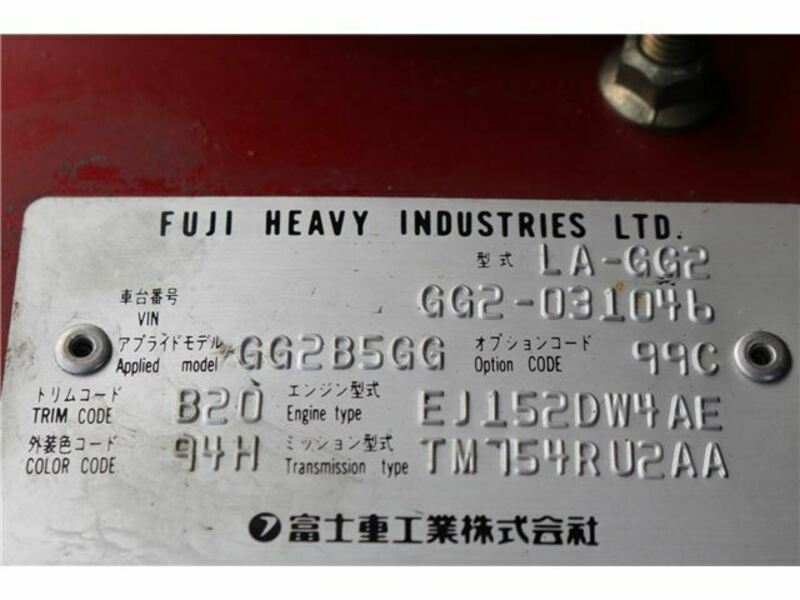 FUJI HEAVY INDUSTRIES LTD.
型式 LA-GG2
車台番号 VIN GG2-031046
アプライドモデル Applied model GG2B5GG オプションコード Option CODE 99C
トリムコード TRIM CODE B20 エンジン型式 Engine type EJ152DW4AE
外装色コード COLOR CODE 94H ミッション型式 Transmission type TM754RU2AA
富士重工業株式会社